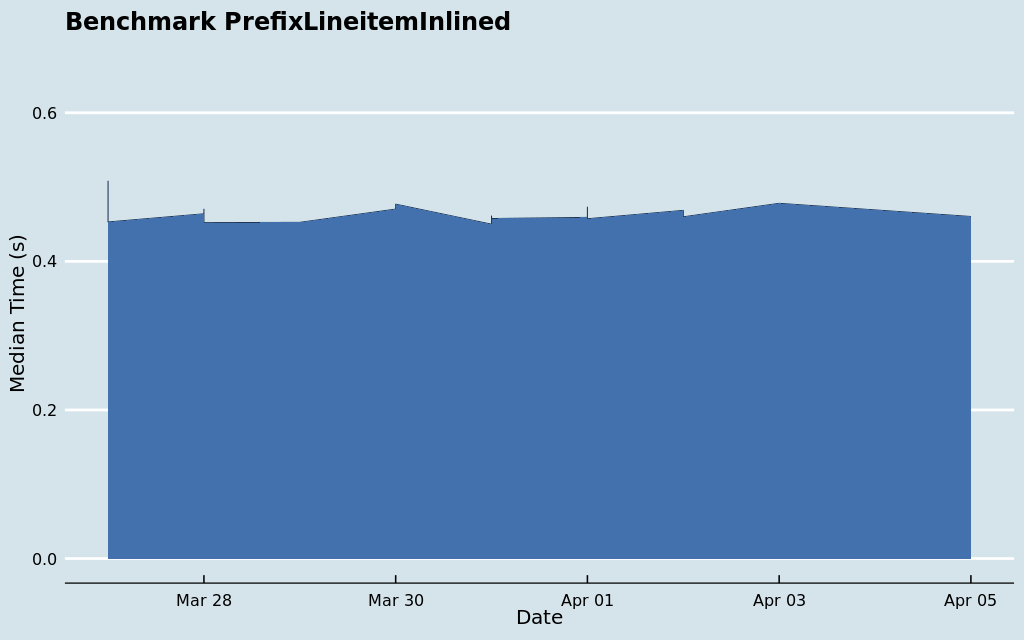 Benchmark PrefixLineitemInlined
Median Time (s)
0.6
0.4
0.2
0.0
Mar 28 Mar 30 Apr 01 Apr 03 Apr 05
Date